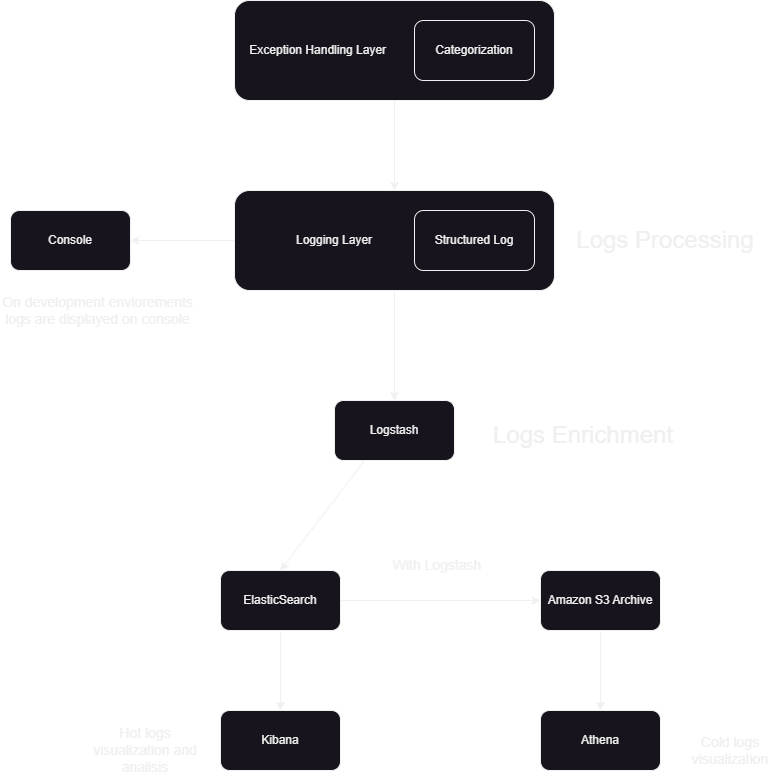 Exception Handling Layer
Categorization
Console
Logging Layer
Structured Log
Logs Processing
On development enviorements
logs are displayed on console
Logstash
Logs Enrichment
With Logstash
ElasticSearch
Amazon S3 Archive
Hot logs
visualization and
analisis
Kibana
Athena
Cold logs
visualization